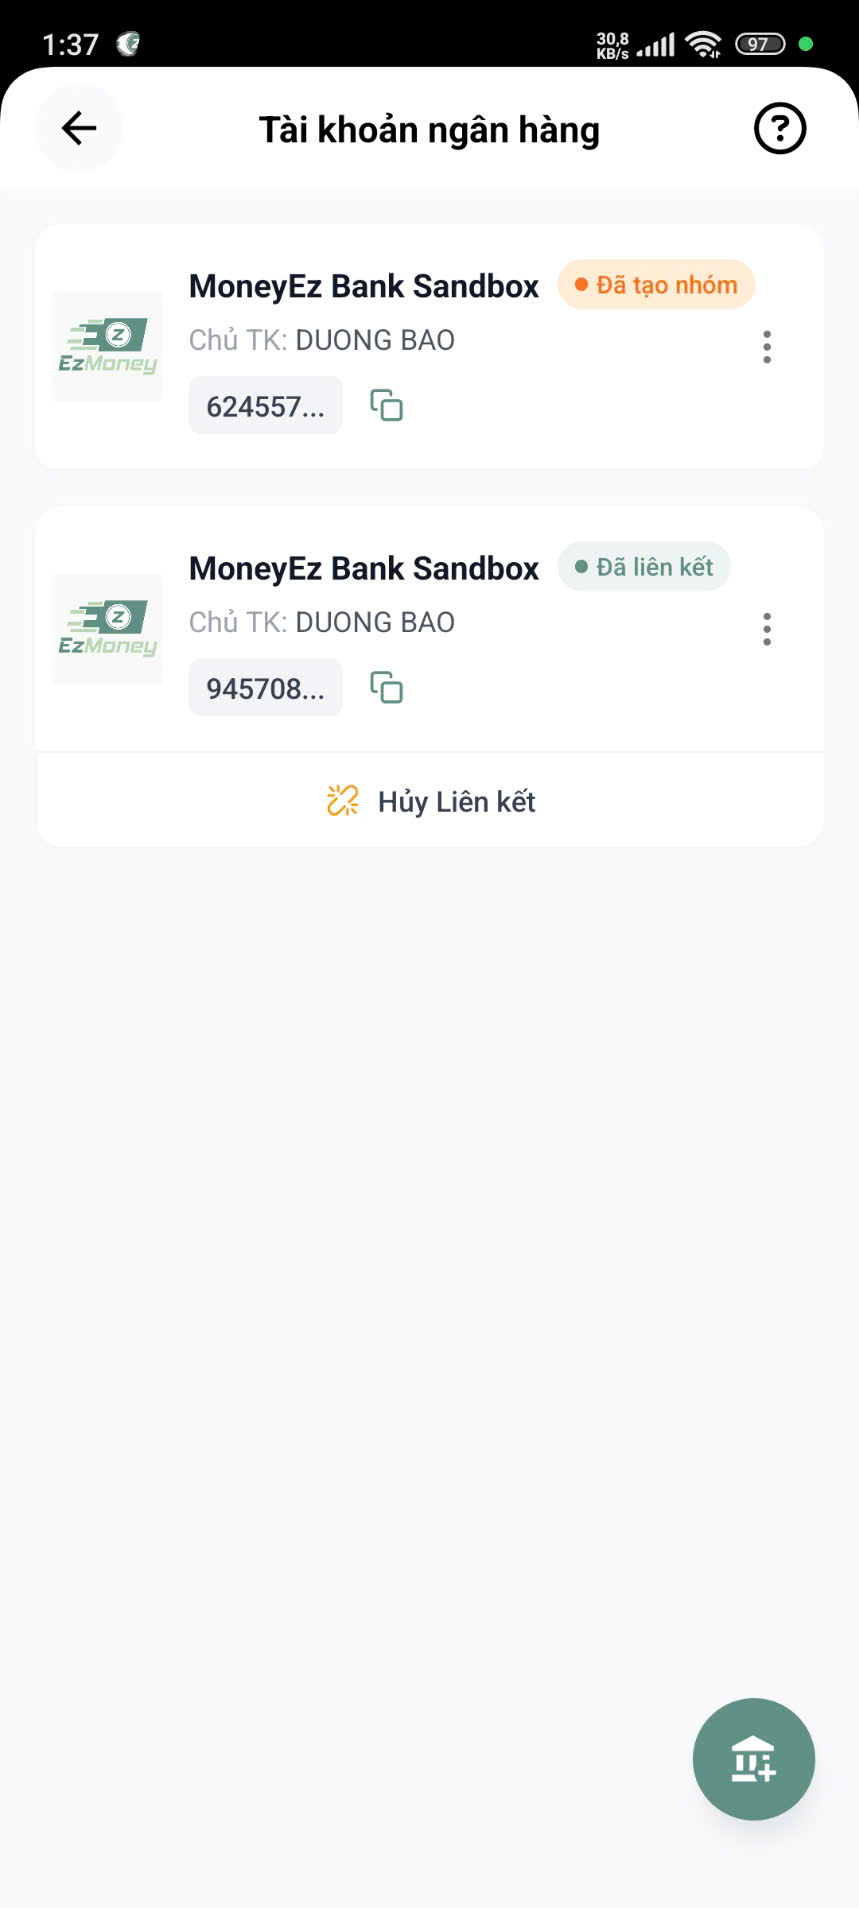 1:37
30,8
KB/s
97
Tài khoản ngân hàng
?
MoneyEz Bank Sandbox
Đã tạo nhóm
Z
EzMoney
Chủ TK: DUONG BAO
624557...
MoneyEz Bank Sandbox
Đã liên kết
Z
EzMoney
Chủ TK: DUONG BAO
945708...
Hủy Liên kết